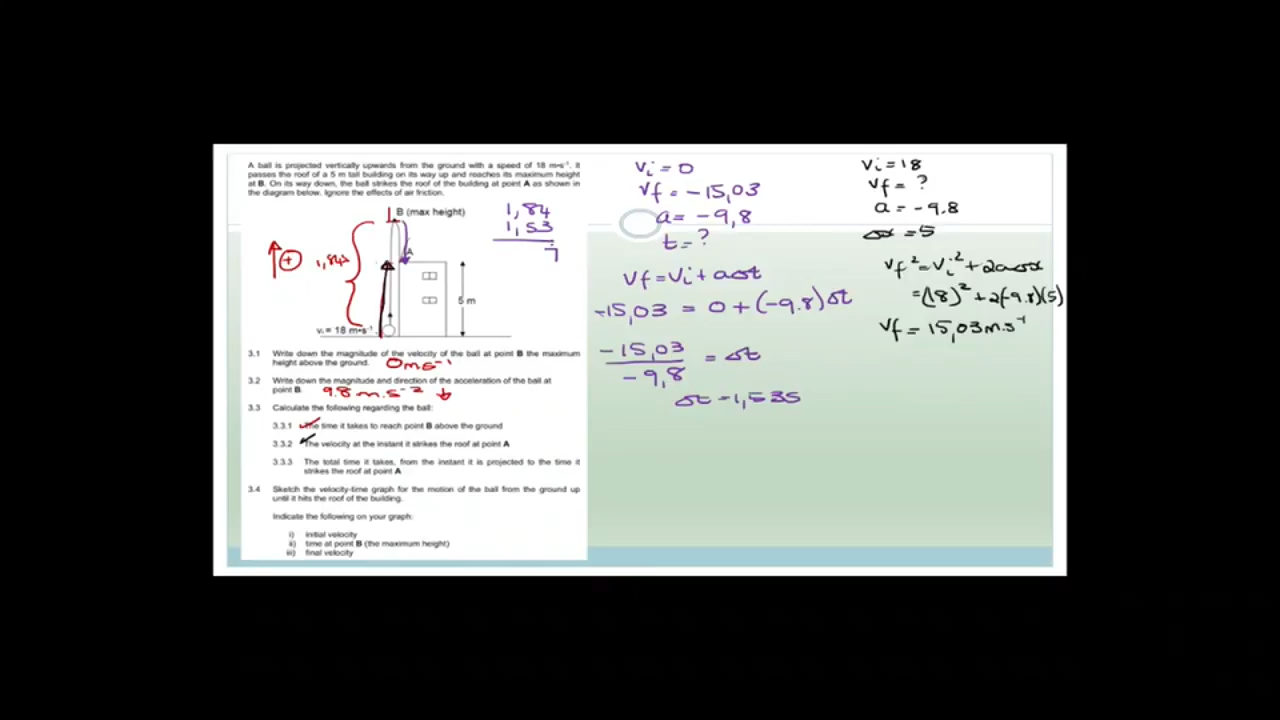 A ball is projected vertically upwards from the ground with a speed of 18 m•s⁻¹. It
passes the roof of a 5 m tall building on its way up and reaches its maximum height
at B. On its way down, the ball strikes the roof of the building at point A as shown in
the diagram below. Ignore the effects of air friction.
B (max height)
A
+
1,84
5 m
vi = 18 m•s⁻¹
1,84
1,53
7
3.1 Write down the magnitude of the velocity of the ball at point B the maximum
height above the ground. 0ms⁻¹
3.2 Write down the magnitude and direction of the acceleration of the ball at
point B. 9.8 m.s⁻² ↓
3.3 Calculate the following regarding the ball:
3.3.1 The time it takes to reach point B above the ground
3.3.2 The velocity at the instant it strikes the roof at point A
3.3.3 The total time it takes, from the instant it is projected to the time it
strikes the roof at point A
3.4 Sketch the velocity-time graph for the motion of the ball from the ground up
until it hits the roof of the building.
Indicate the following on your graph:
i) initial velocity
ii) time at point B (the maximum height)
iii) final velocity
Vi = 0
Vf = -15,03
a = -9,8
t = ?
Vf = Vi + aΔt
-15,03 = 0 + (-9.8)Δt
-15,03
-9,8
= Δt
Δt = 1,53s
Vi = 18
Vf = ?
a = -9.8
Δx = 5
Vf² = Vi² + 2aΔx
= (18)² + 2(-9.8)(5)
Vf = 15,03m.s⁻¹